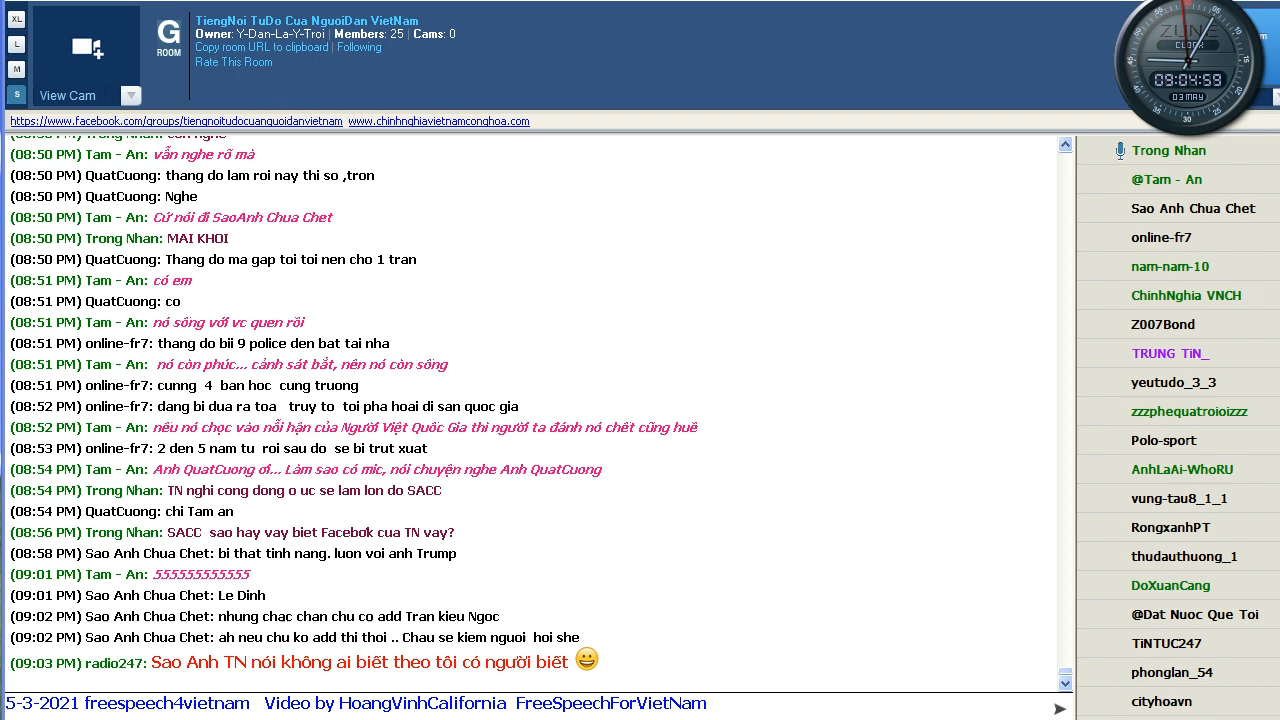 XL
L
M
S
View Cam
G
ROOM
TiengNoi TuDo Cua NguoiDan VietNam
Owner: Y-Dan-La-Y-Troi | Members: 25 | Cams: 0
Copy room URL to clipboard | Following
Rate This Room
ZUNE
CLOCK
09:04:59
03 MAY
https://www.facebook.com/groups/tiengnoitudocuanguoidanvietnam www.chinhnghiavietnamconghoa.com
(08:50 PM) Tam - An: vẫn nghe rõ mà
(08:50 PM) QuatCuong: thang do lam roi nay thi so ,tron
(08:50 PM) QuatCuong: Nghe
(08:50 PM) Tam - An: Cứ nói đi SaoAnh Chua Chet
(08:50 PM) Trong Nhan: MAI KHOI
(08:50 PM) QuatCuong: Thang do ma gap toi toi nen cho 1 tran
(08:51 PM) Tam - An: có em
(08:51 PM) QuatCuong: co
(08:51 PM) Tam - An: nó sống với vc quen rồi
(08:51 PM) online-fr7: thang do bii 9 police den bat tai nha
(08:51 PM) Tam - An: nó còn phúc... cảnh sát bắt, nên nó còn sống
(08:51 PM) online-fr7: cunng 4 ban hoc cung truong
(08:52 PM) online-fr7: dang bi dua ra toa truy to toi pha hoai di san quoc gia
(08:52 PM) Tam - An: nếu nó chọc vào nỗi hận của Người Việt Quốc Gia thì người ta đánh nó chết cũng huề
(08:53 PM) online-fr7: 2 den 5 nam tu roi sau do se bi trut xuat
(08:54 PM) Tam - An: Anh QuatCuong ơi... Làm sao có mic, nói chuyện nghe Anh QuatCuong
(08:54 PM) Trong Nhan: TN nghi cong dong o uc se lam lon do SACC
(08:54 PM) QuatCuong: chi Tam an
(08:56 PM) Trong Nhan: SACC sao hay vay biet Facebơk cua TN vay?
(08:58 PM) Sao Anh Chua Chet: bi that tinh nang. luon voi anh Trump
(09:01 PM) Tam - An: 555555555555
(09:01 PM) Sao Anh Chua Chet: Le Dinh
(09:02 PM) Sao Anh Chua Chet: nhung chac chan chu co add Tran kieu Ngoc
(09:02 PM) Sao Anh Chua Chet: ah neu chu ko add thi thoi .. Chau se kiem nguoi hoi she
(09:03 PM) radio247: Sao Anh TN nói không ai biết theo tôi có người biết
5-3-2021 freespeech4vietnam Video by HoangVinhCalifornia FreeSpeechForVietNam
Trong Nhan
@Tam - An
Sao Anh Chua Chet
online-fr7
nam-nam-10
ChinhNghia VNCH
Z007Bond
TRUNG TiN_
yeutudo_3_3
zzzphequatroioizzz
Polo-sport
AnhLaAi-WhoRU
vung-tau8_1_1
RongxanhPT
thudauthuong_1
DoXuanCang
@Dat Nuoc Que Toi
TiNTUC247
phonglan_54
cityhoavn